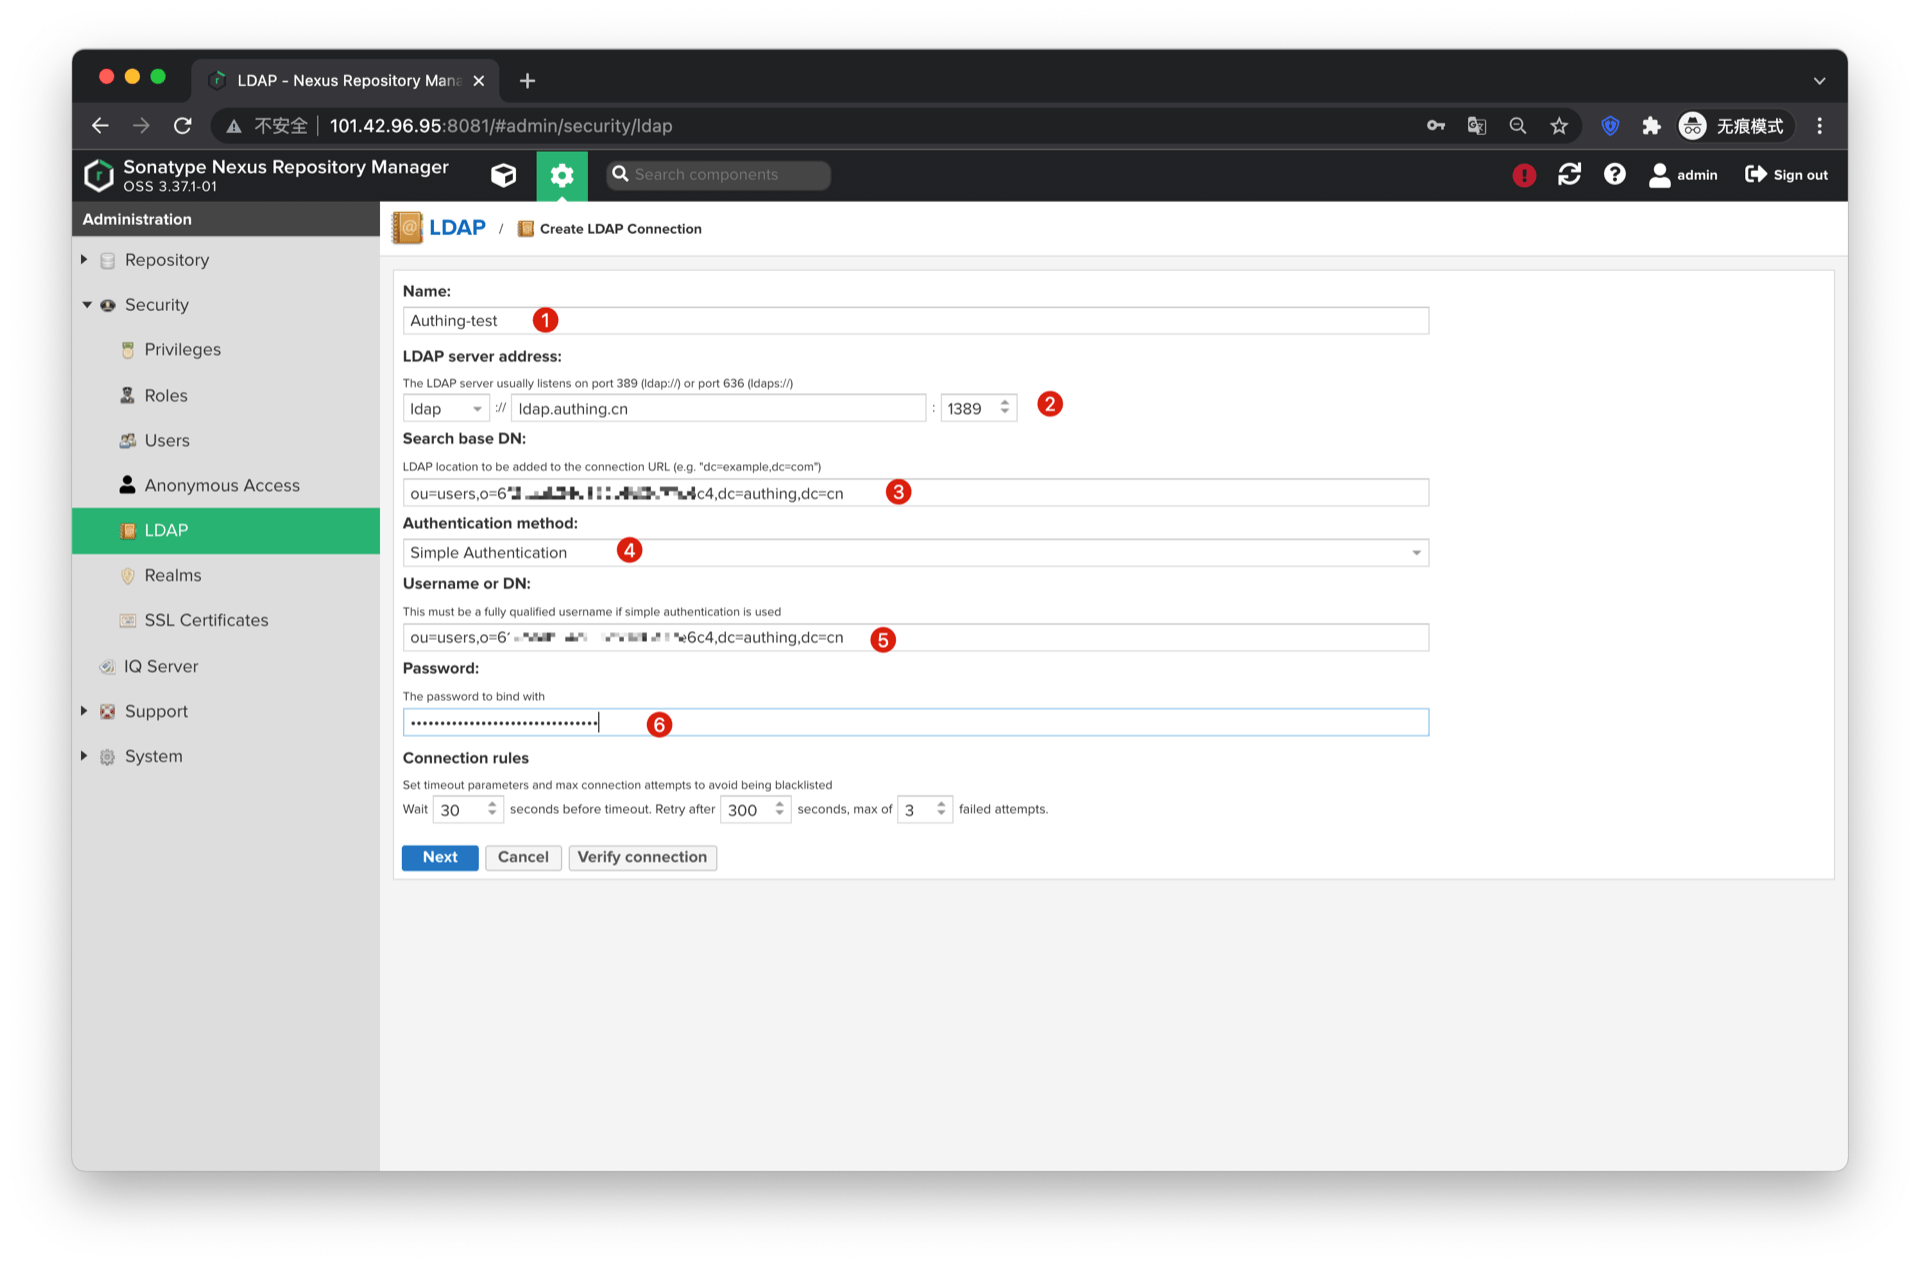 LDAP - Nexus Repository Mana
不安全 101.42.96.95:8081/#admin/security/ldap 无痕模式
Sonatype Nexus Repository Manager
OSS 3.37.1-01
Search components
admin
Sign out
Administration
Repository
Security
Privileges
Roles
Users
Anonymous Access
LDAP
Realms
SSL Certificates
IQ Server
Support
System
LDAP / Create LDAP Connection
Name:
Authing-test 1
LDAP server address:
The LDAP server usually listens on port 389 (ldap://) or port 636 (ldaps://)
ldap :// ldap.authing.cn : 1389 2
Search base DN:
LDAP location to be added to the connection URL (e.g. "dc=example,dc=com")
ou=users,o=6 c4,dc=authing,dc=cn 3
Authentication method:
Simple Authentication 4
Username or DN:
This must be a fully qualified username if simple authentication is used
ou=users,o=6 e6c4,dc=authing,dc=cn 5
Password:
The password to bind with
6
Connection rules
Set timeout parameters and max connection attempts to avoid being blacklisted
Wait 30 seconds before timeout. Retry after 300 seconds, max of 3 failed attempts.
Next Cancel Verify connection